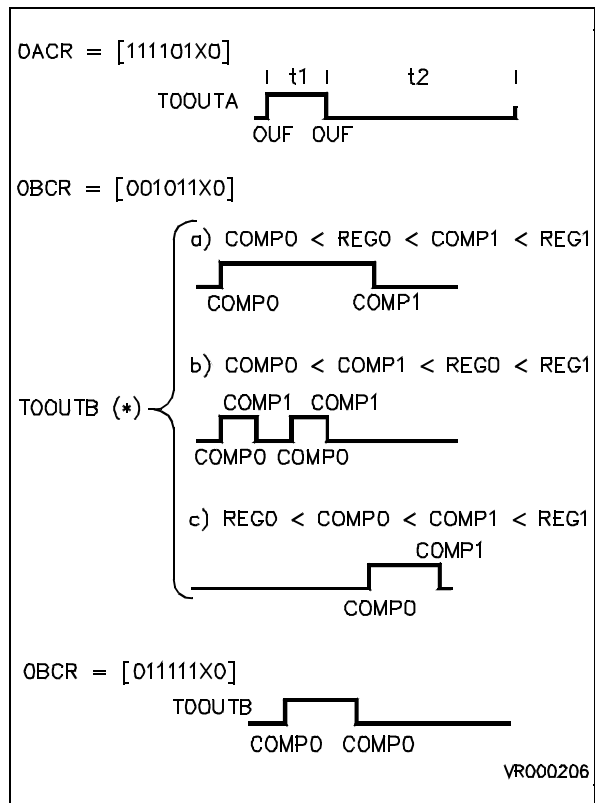 OACR = [111101X0]
t1 t2
T0OUTA
OUF OUF
OBCR = [001011X0]
a) COMP0 < REG0 < COMP1 < REG1
COMP0 COMP1
b) COMP0 < COMP1 < REG0 < REG1
T0OUTB (*)
COMP1 COMP1
COMP0 COMP0
c) REG0 < COMP0 < COMP1 < REG1
COMP1
COMP0
OBCR = [011111X0]
T0OUTB
COMP0 COMP0
VR000206